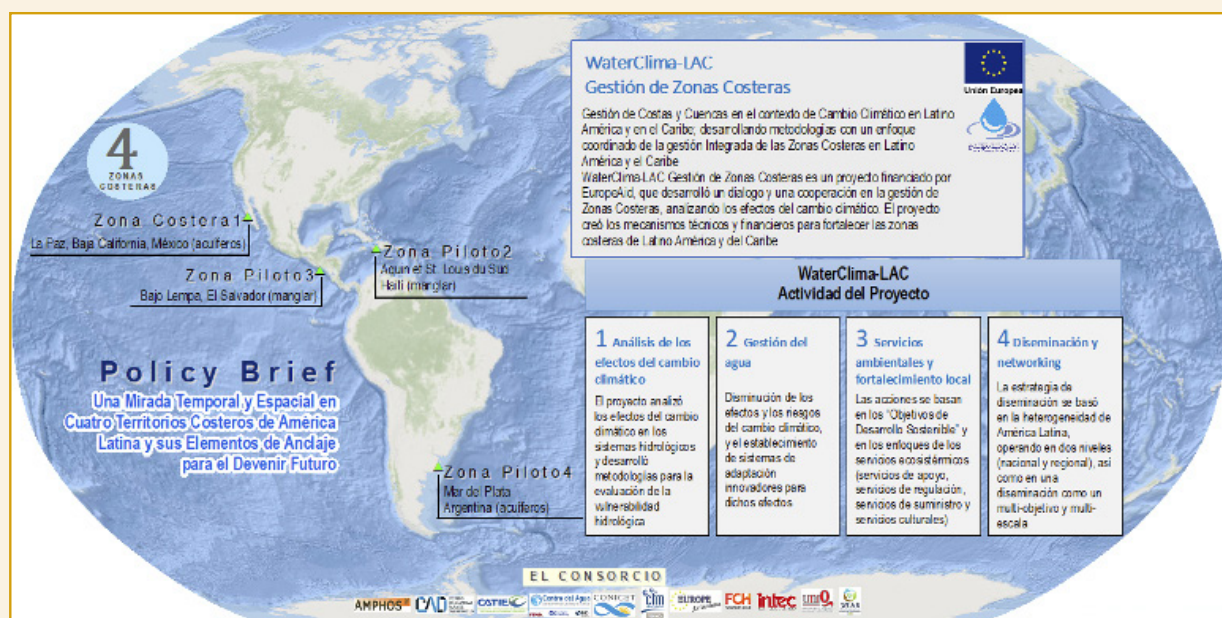 WaterClima-LAC
Gestión de Zonas Costeras
Unión Europea
Gestión de Costas y Cuencas en el contexto de Cambio Climático en Latino
América y en el Caribe; desarrollando metodologías con un enfoque
coordinado de la gestión Integrada de las Zonas Costeras en Latino
América y el Caribe
WaterClima-LAC Gestión de Zonas Costeras es un proyecto financiado por
EuropeAid, que desarrolló un dialogo y una cooperación en la gestión de
Zonas Costeras, analizando los efectos del cambio climático. El proyecto
creó los mecanismos técnicos y financieros para fortalecer las zonas
costeras de Latino América y del Caribe
4
ZONAS
COSTERAS
Zona Costera1
La Paz, Baja California, México (acuíferos)
Zona Piloto2
Aquin et St. Louis du Sud
Haití (manglar)
Zona Piloto3
Bajo Lempa, El Salvador (manglar)
Policy Brief
Una Mirada Temporal y Espacial en
Cuatro Territorios Costeros de América
Latina y sus Elementos de Anclaje
para el Devenir Futuro
Zona Piloto4
Mar del Plata
Argentina (acuíferos)
WaterClima-LAC
Actividad del Proyecto
1 Análisis de los
efectos del cambio
climático
El proyecto analizó
los efectos del cambio
climático en los
sistemas hidrológicos
y desarrolló
metodologías para la
evaluación de la
vulnerabilidad
hidrológica
2 Gestión del
agua
Disminución de los
efectos y los riesgos
del cambio climático,
y el establecimiento
de sistemas de
adaptación
innovadores para
dichos efectos
3 Servicios
ambientales y
fortalecimiento local
Las acciones se basan
en los "Objetivos de
Desarrollo Sostenible" y
en los enfoques de los
servicios ecosistémicos
(servicios de apoyo,
servicios de regulación,
servicios de suministro y
servicios culturales)
4 Diseminación y
networking
La estrategia de
diseminación se basó
en la heterogeneidad de
América Latina,
operando en dos niveles
(nacional y regional), así
como en una
diseminación como un
multi-objetivo y multi-
escala
EL CONSORCIO
AMPHOS
CAD
CATIE
Centro del Agua
CONICET
ctm
EUROPE
FCH
intec